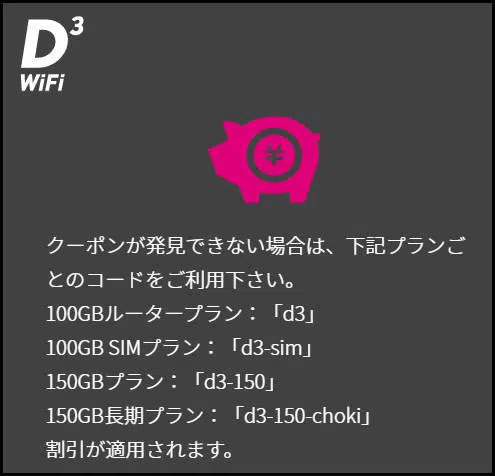 D³
WiFi
¥
クーポンが発見できない場合は、下記プランご
とのコードをご利用下さい。
100GBルータープラン：「d3」
100GB SIMプラン：「d3-sim」
150GBプラン：「d3-150」
150GB長期プラン：「d3-150-choki」
割引が適用されます。